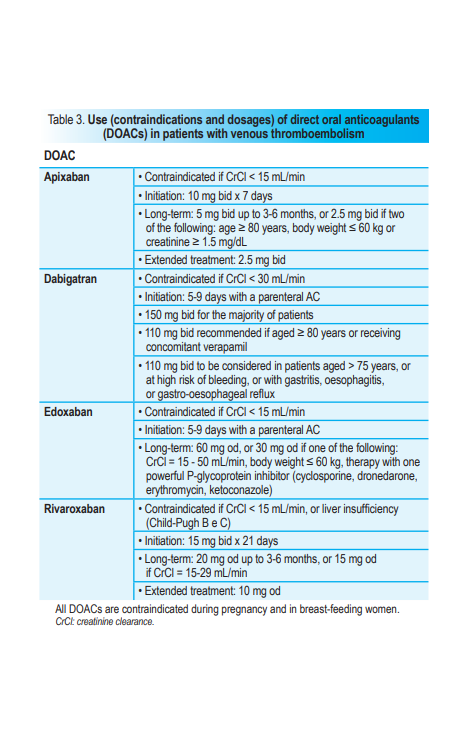 Table 3. Use (contraindications and dosages) of direct oral anticoagulants
(DOACs) in patients with venous thromboembolism
DOAC
Apixaban
• Contraindicated if CrCl < 15 mL/min
• Initiation: 10 mg bid x 7 days
• Long-term: 5 mg bid up to 3-6 months, or 2.5 mg bid if two
of the following: age ≥ 80 years, body weight ≤ 60 kg or
creatinine ≥ 1.5 mg/dL
• Extended treatment: 2.5 mg bid
Dabigatran
• Contraindicated if CrCl < 30 mL/min
• Initiation: 5-9 days with a parenteral AC
• 150 mg bid for the majority of patients
• 110 mg bid recommended if aged ≥ 80 years or receiving
concomitant verapamil
• 110 mg bid to be considered in patients aged > 75 years, or
at high risk of bleeding, or with gastritis, oesophagitis,
or gastro-oesophageal reflux
Edoxaban
• Contraindicated if CrCl < 15 mL/min
• Initiation: 5-9 days with a parenteral AC
• Long-term: 60 mg od, or 30 mg od if one of the following:
CrCl = 15 - 50 mL/min, body weight ≤ 60 kg, therapy with one
powerful P-glycoprotein inhibitor (cyclosporine, dronedarone,
erythromycin, ketoconazole)
Rivaroxaban
• Contraindicated if CrCl < 15 mL/min, or liver insufficiency
(Child-Pugh B e C)
• Initiation: 15 mg bid x 21 days
• Long-term: 20 mg od up to 3-6 months, or 15 mg od
if CrCl = 15-29 mL/min
• Extended treatment: 10 mg od
All DOACs are contraindicated during pregnancy and in breast-feeding women.
CrCl: creatinine clearance.